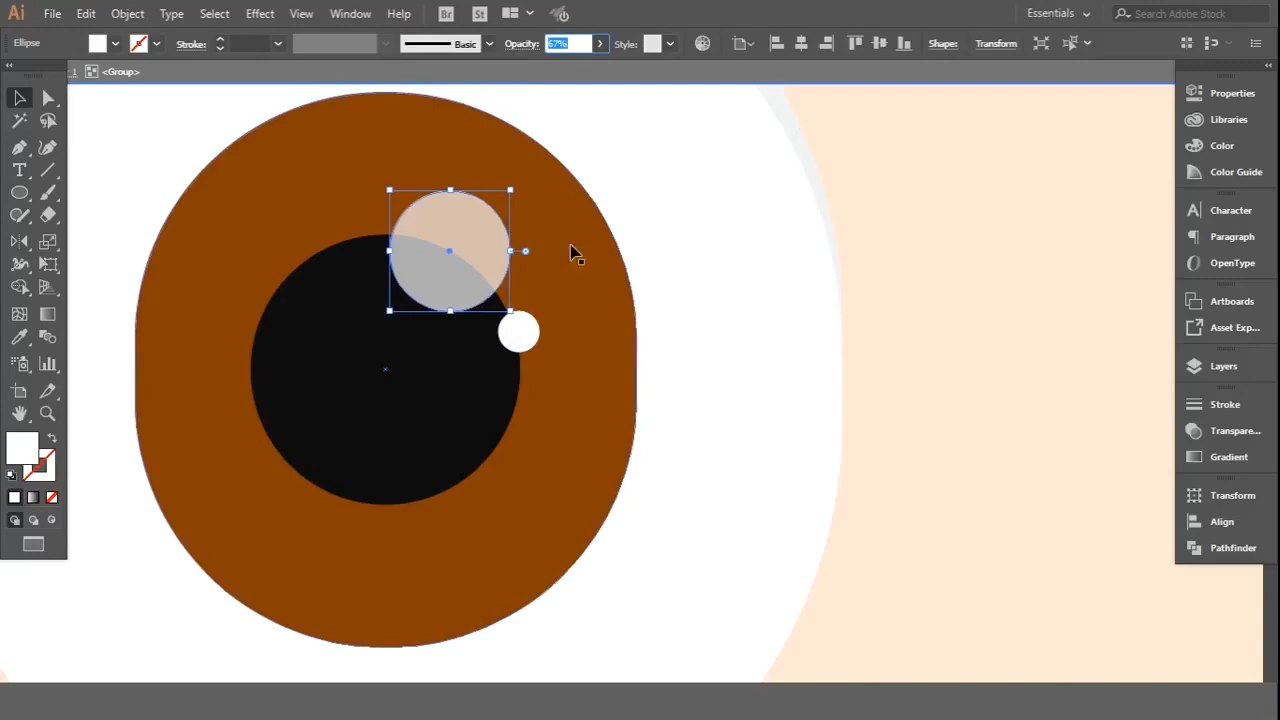 Ai File Edit Object Type Select Effect View Window Help Br St Essentials Search Adobe Stock
Ellipse Stroke: Basic Opacity: 67% Style: Shape: Transform
1 <Group>
Properties
Libraries
Color
Color Guide
Character
Paragraph
OpenType
Artboards
Asset Exp...
Layers
Stroke
Transpare...
Gradient
Transform
Align
Pathfinder